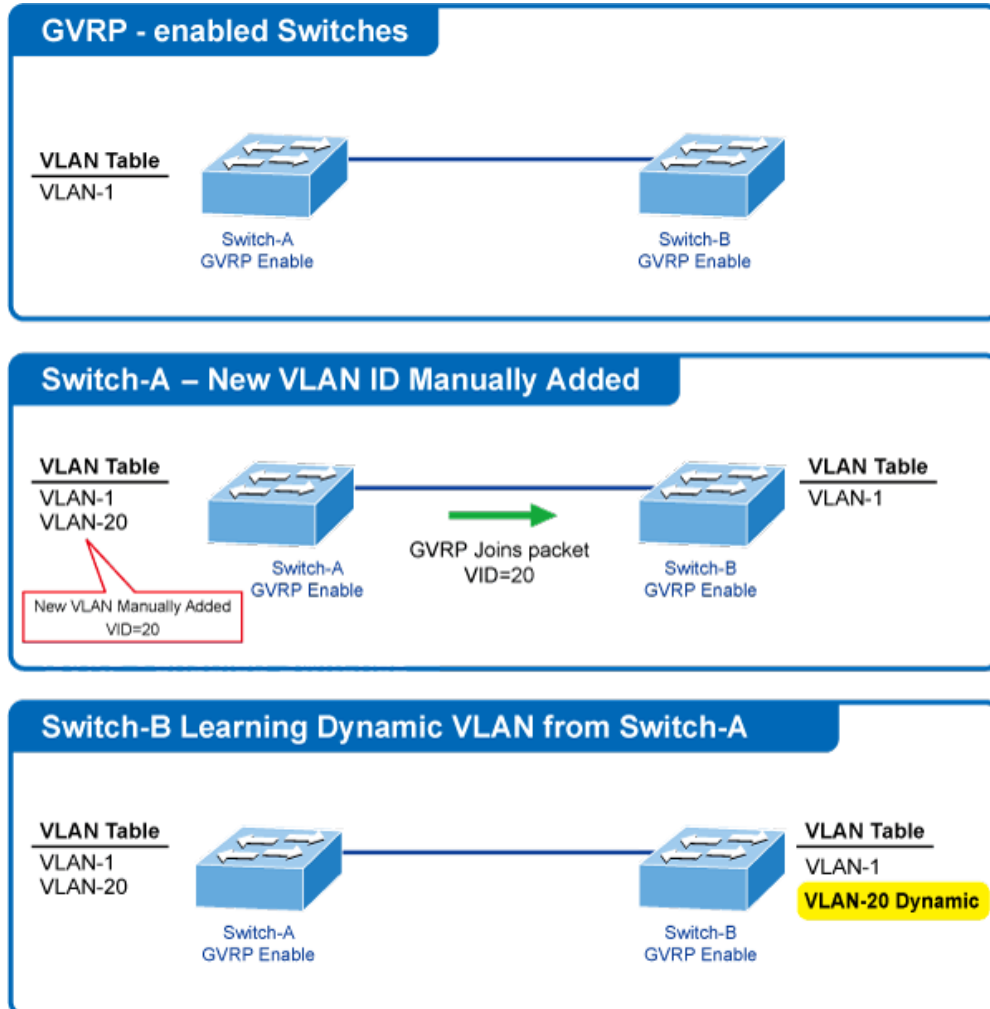 GVRP - enabled Switches
VLAN Table
VLAN-1
Switch-A
GVRP Enable
Switch-B
GVRP Enable
Switch-A – New VLAN ID Manually Added
VLAN Table
VLAN-1
VLAN-20
New VLAN Manually Added
VID=20
Switch-A
GVRP Enable
GVRP Joins packet
VID=20
Switch-B
GVRP Enable
VLAN Table
VLAN-1
Switch-B Learning Dynamic VLAN from Switch-A
VLAN Table
VLAN-1
VLAN-20
Switch-A
GVRP Enable
Switch-B
GVRP Enable
VLAN Table
VLAN-1
VLAN-20 Dynamic